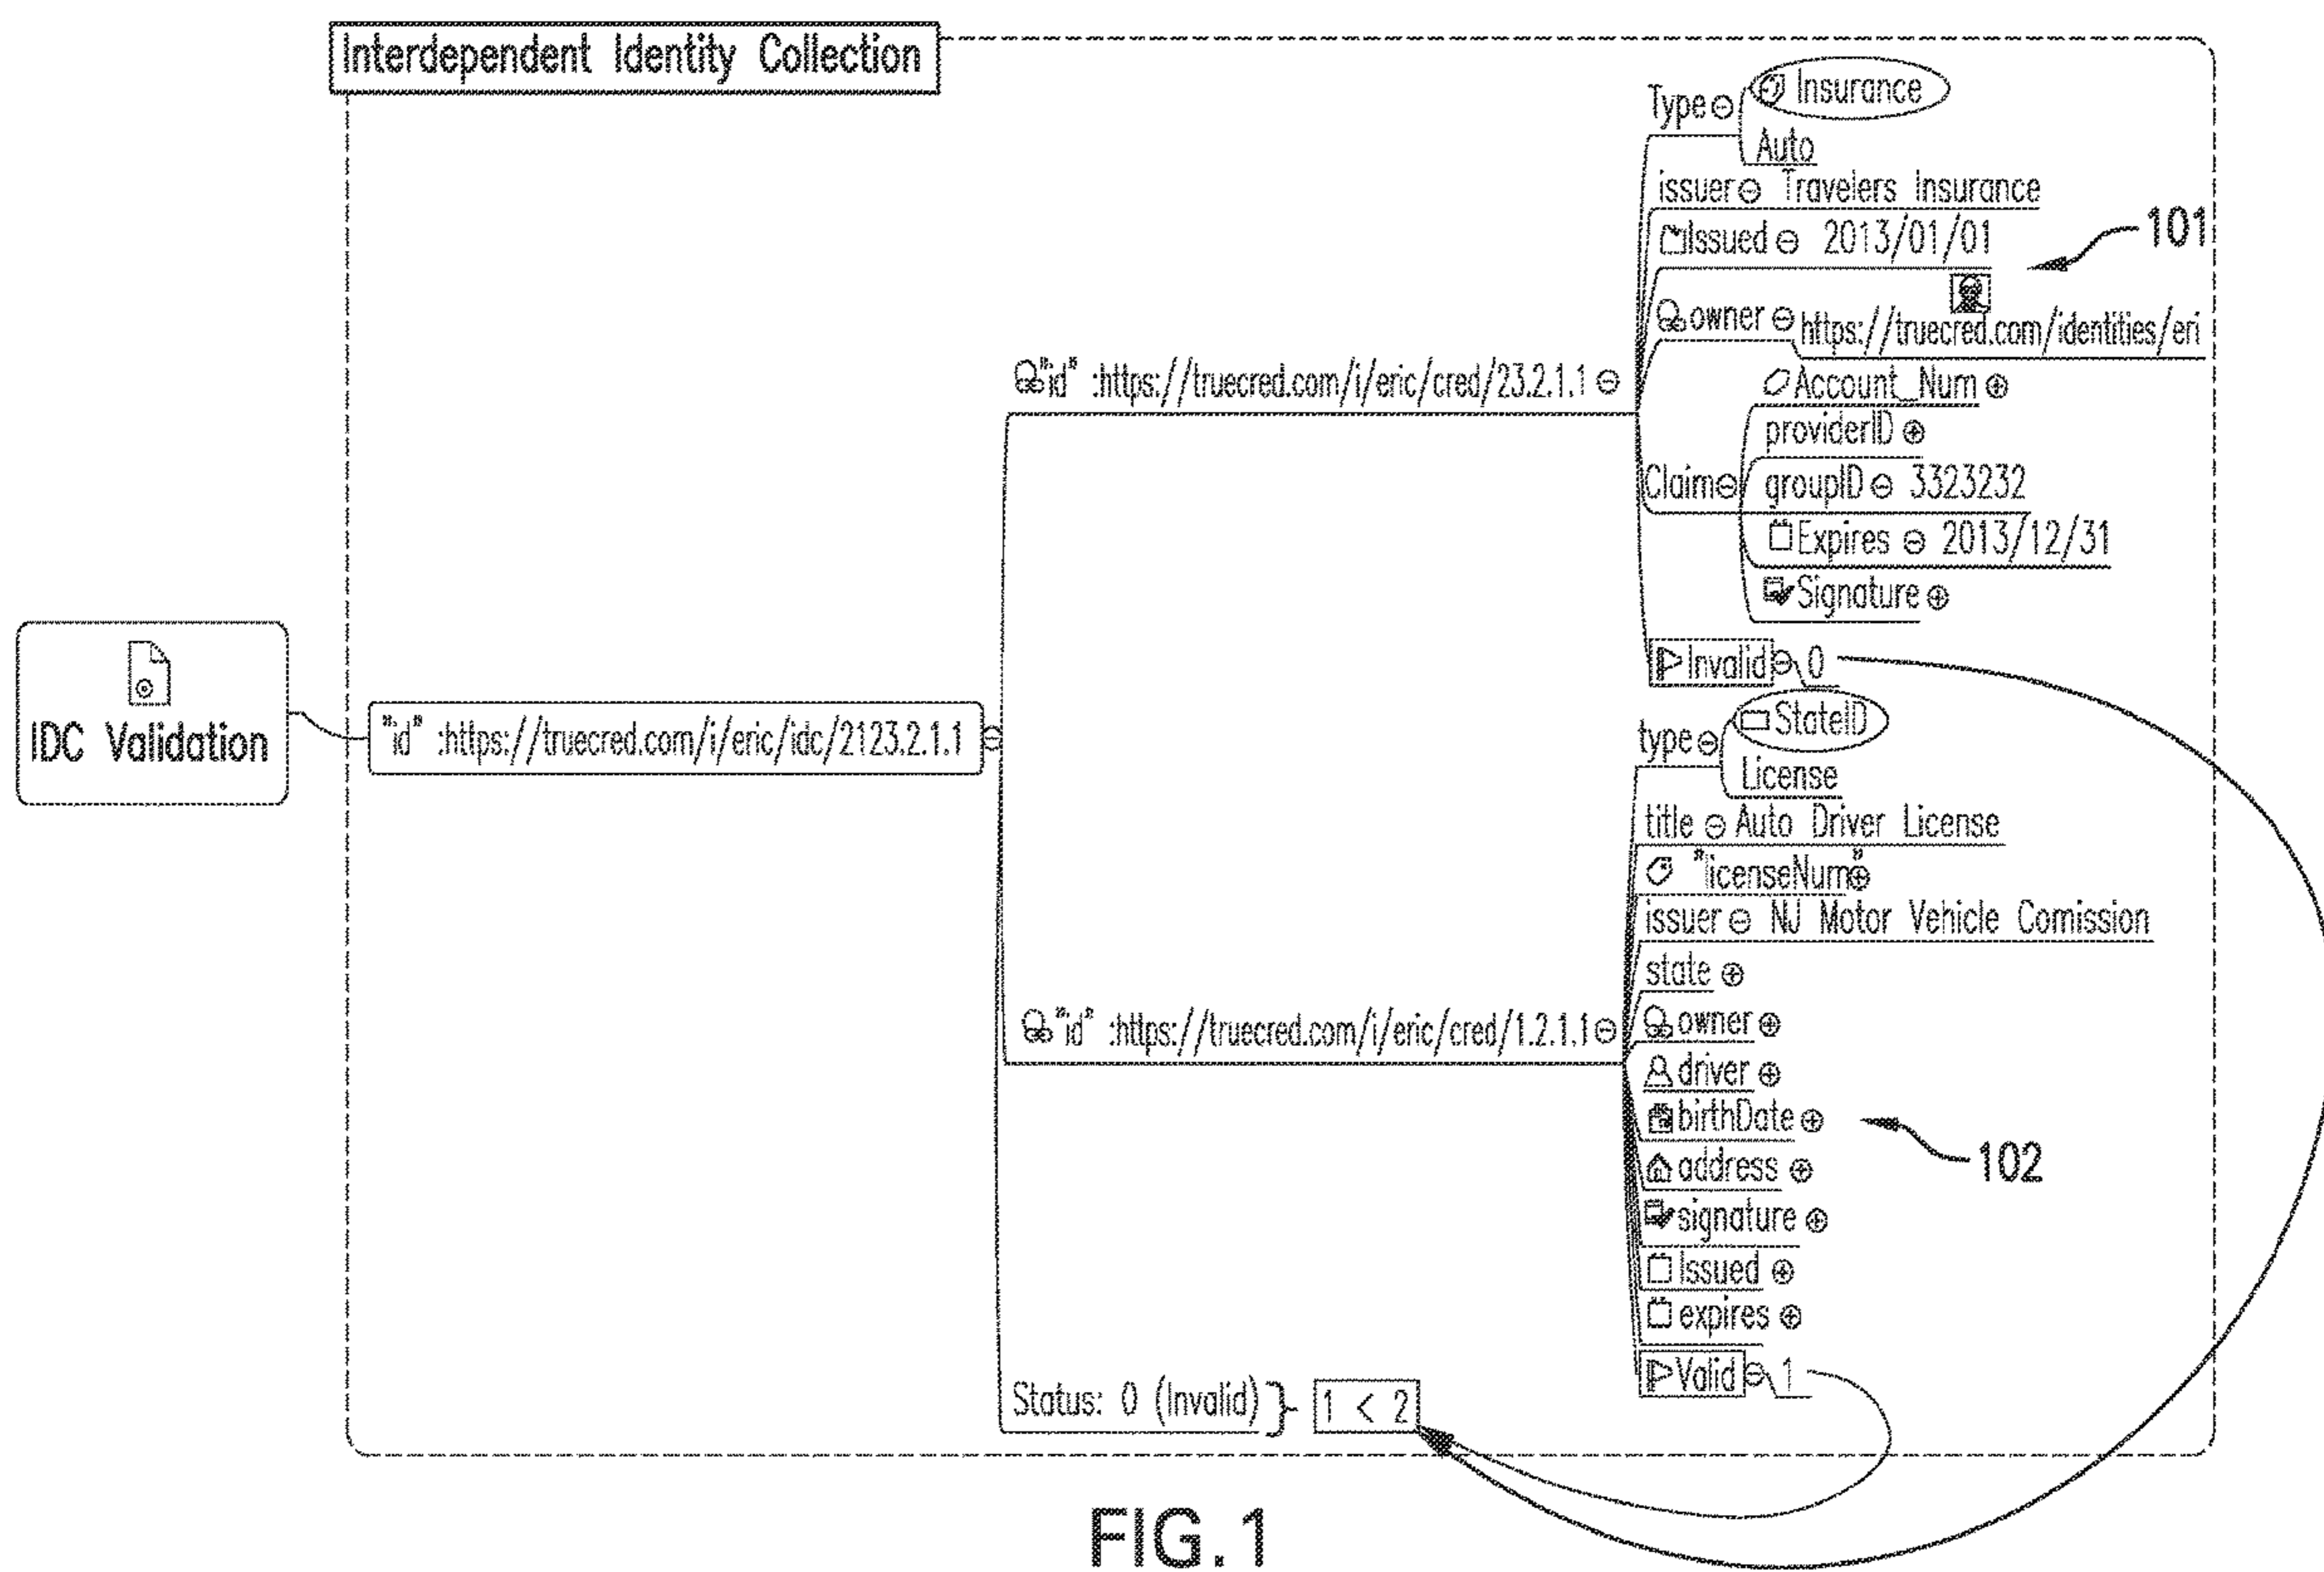 Interdependent Identity Collection
Type
Insurance
Auto
issuer Travelers Insurance
Issued 2013/01/01
101
owner https://truecred.com/identities/eri
"id" :https://truecred.com/i/eric/cred/23.2.1.1
Account_Num
providerID
Claim groupID 3323232
Expires 2013/12/31
Signature
Invalid 0
IDC Validation
"id" :https://truecred.com/i/eric/idc/2123.2.1.1
type
StateID
License
title Auto Driver License
"licenseNum"
issuer NJ Motor Vehicle Comission
state
"id" :https://truecred.com/i/eric/cred/1.2.1.1
owner
driver
birthDate
102
address
signature
Issued
expires
Valid 1
Status: 0 (Invalid) } 1 < 2
FIG.1